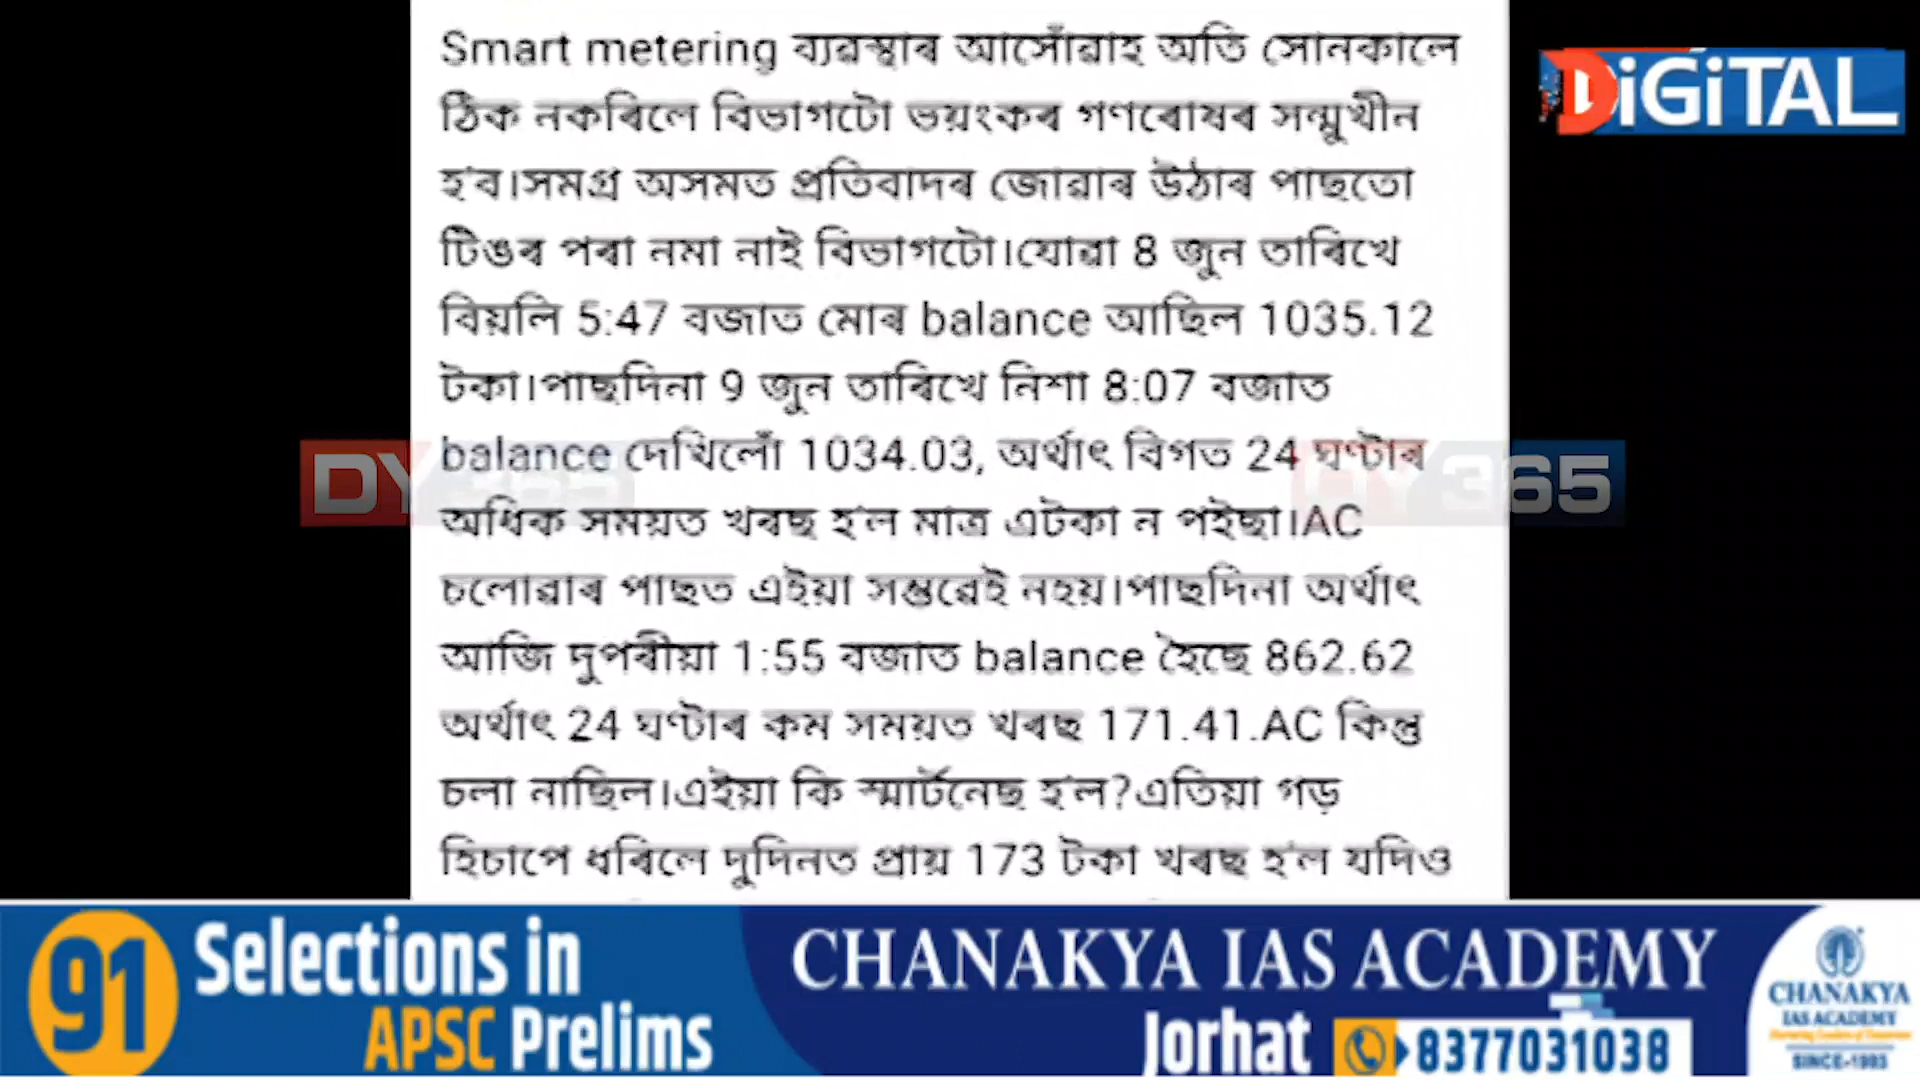 Smart metering ব্যৱস্থাৰ আসোঁৱাহ অতি সোনকালে
ঠিক নকৰিলে বিভাগটো ভয়ংকৰ গণৰোষৰ সন্মুখীন
হ'ব।সমগ্ৰ অসমত প্ৰতিবাদৰ জোৱাৰ উঠাৰ পাছতো
টিঙৰ পৰা নমা নাই বিভাগটো।যোৱা 8 জুন তাৰিখে
বিয়লি 5:47 বজাত মোৰ balance আছিল 1035.12
টকা।পাছদিনা 9 জুন তাৰিখে নিশা 8:07 বজাত
balance দেখিলোঁ 1034.03, অৰ্থাৎ বিগত 24 ঘণ্টাৰ
অধিক সময়ত খৰছ হ'ল মাত্ৰ এটকা ন পইছা।AC
চলোৱাৰ পাছত এইয়া সম্ভৱেই নহয়।পাছদিনা অৰ্থাৎ
আজি দুপৰীয়া 1:55 বজাত balance হৈছে 862.62
অৰ্থাৎ 24 ঘণ্টাৰ কম সময়ত খৰছ 171.41.AC কিন্তু
চলা নাছিল।এইয়া কি স্মাৰ্টনেছ হ'ল?এতিয়া গড়
হিচাপে ধৰিলে দুদিনত প্ৰায় 173 টকা খৰছ হ'ল যদিও
DiGiTAL
DY 365
DY 365
91
Selections in
APSC Prelims
CHANAKYA IAS ACADEMY
Jorhat 8377031038
CHANAKYA
IAS ACADEMY
SINCE-1993